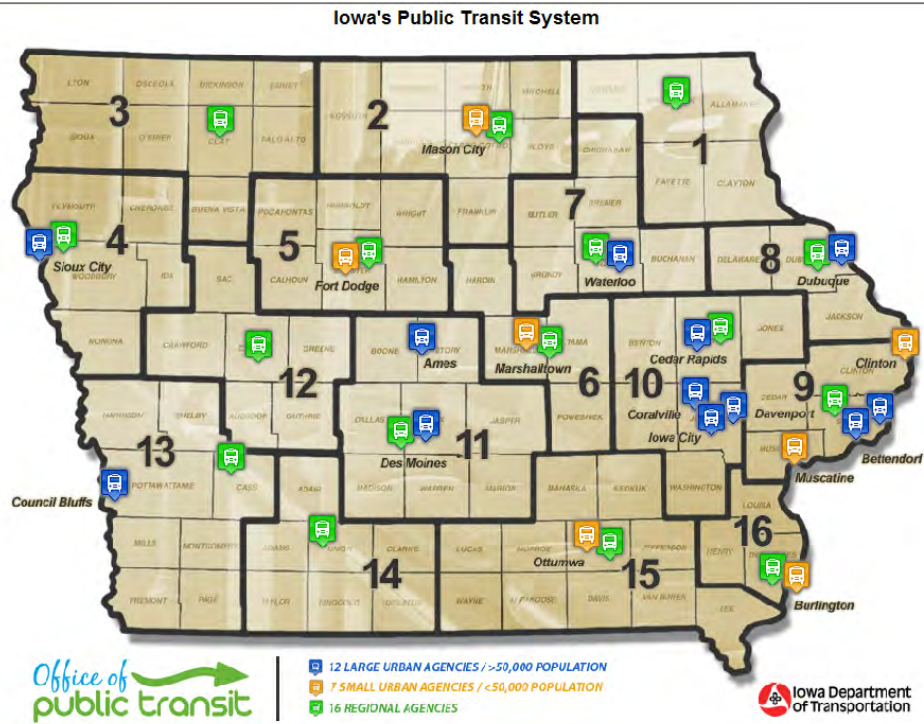 Iowa's Public Transit System
LYON
OSCEOLA
DICKINSON
EMMET
3
SIOUX
O'BRIEN
CLAY
PALO ALTO
2
KOSSUTH
MITCHELL
FLOYD
Mason City
ALLAMAKEE
1
CHICKASAW
FAYETTE
CLAYTON
PLYMOUTH
CHEROKEE
BUENA VISTA
POCAHONTAS
HUMBOLDT
WRIGHT
FRANKLIN
BUTLER
7
BREMER
4
Sioux City
WOODBURY
IDA
SAC
5
CALHOUN
Fort Dodge
HAMILTON
HARDIN
GRUNDY
Waterloo
BUCHANAN
DELAWARE
8
Dubuque
JACKSON
MONONA
CRAWFORD
GREENE
12
BOONE
STORY
Ames
Marshalltown
TAMA
6
BENTON
Cedar Rapids
JONES
10
Clinton
CLINTON
9
CEDAR
Davenport
Coralville
Iowa City
Bettendorf
Muscatine
HARRISON
SHELBY
AUDUBON
GUTHRIE
13
DALLAS
JASPER
11
Des Moines
POWESHIEK
Council Bluffs
POTTAWATTAMIE
CASS
ADAIR
MADISON
WARREN
MARION
MAHASKA
KEOKUK
WASHINGTON
LOUISA
16
MILLS
MONTGOMERY
ADAMS
UNION
CLARKE
14
LUCAS
MONROE
Ottumwa
JEFFERSON
15
HENRY
FREMONT
PAGE
TAYLOR
RINGGOLD
DECATUR
WAYNE
APPANOOSE
DAVIS
VAN BUREN
LEE
Burlington
Office of
public transit
12 LARGE URBAN AGENCIES / >50,000 POPULATION
7 SMALL URBAN AGENCIES / <50,000 POPULATION
16 REGIONAL AGENCIES
Iowa Department
of Transportation